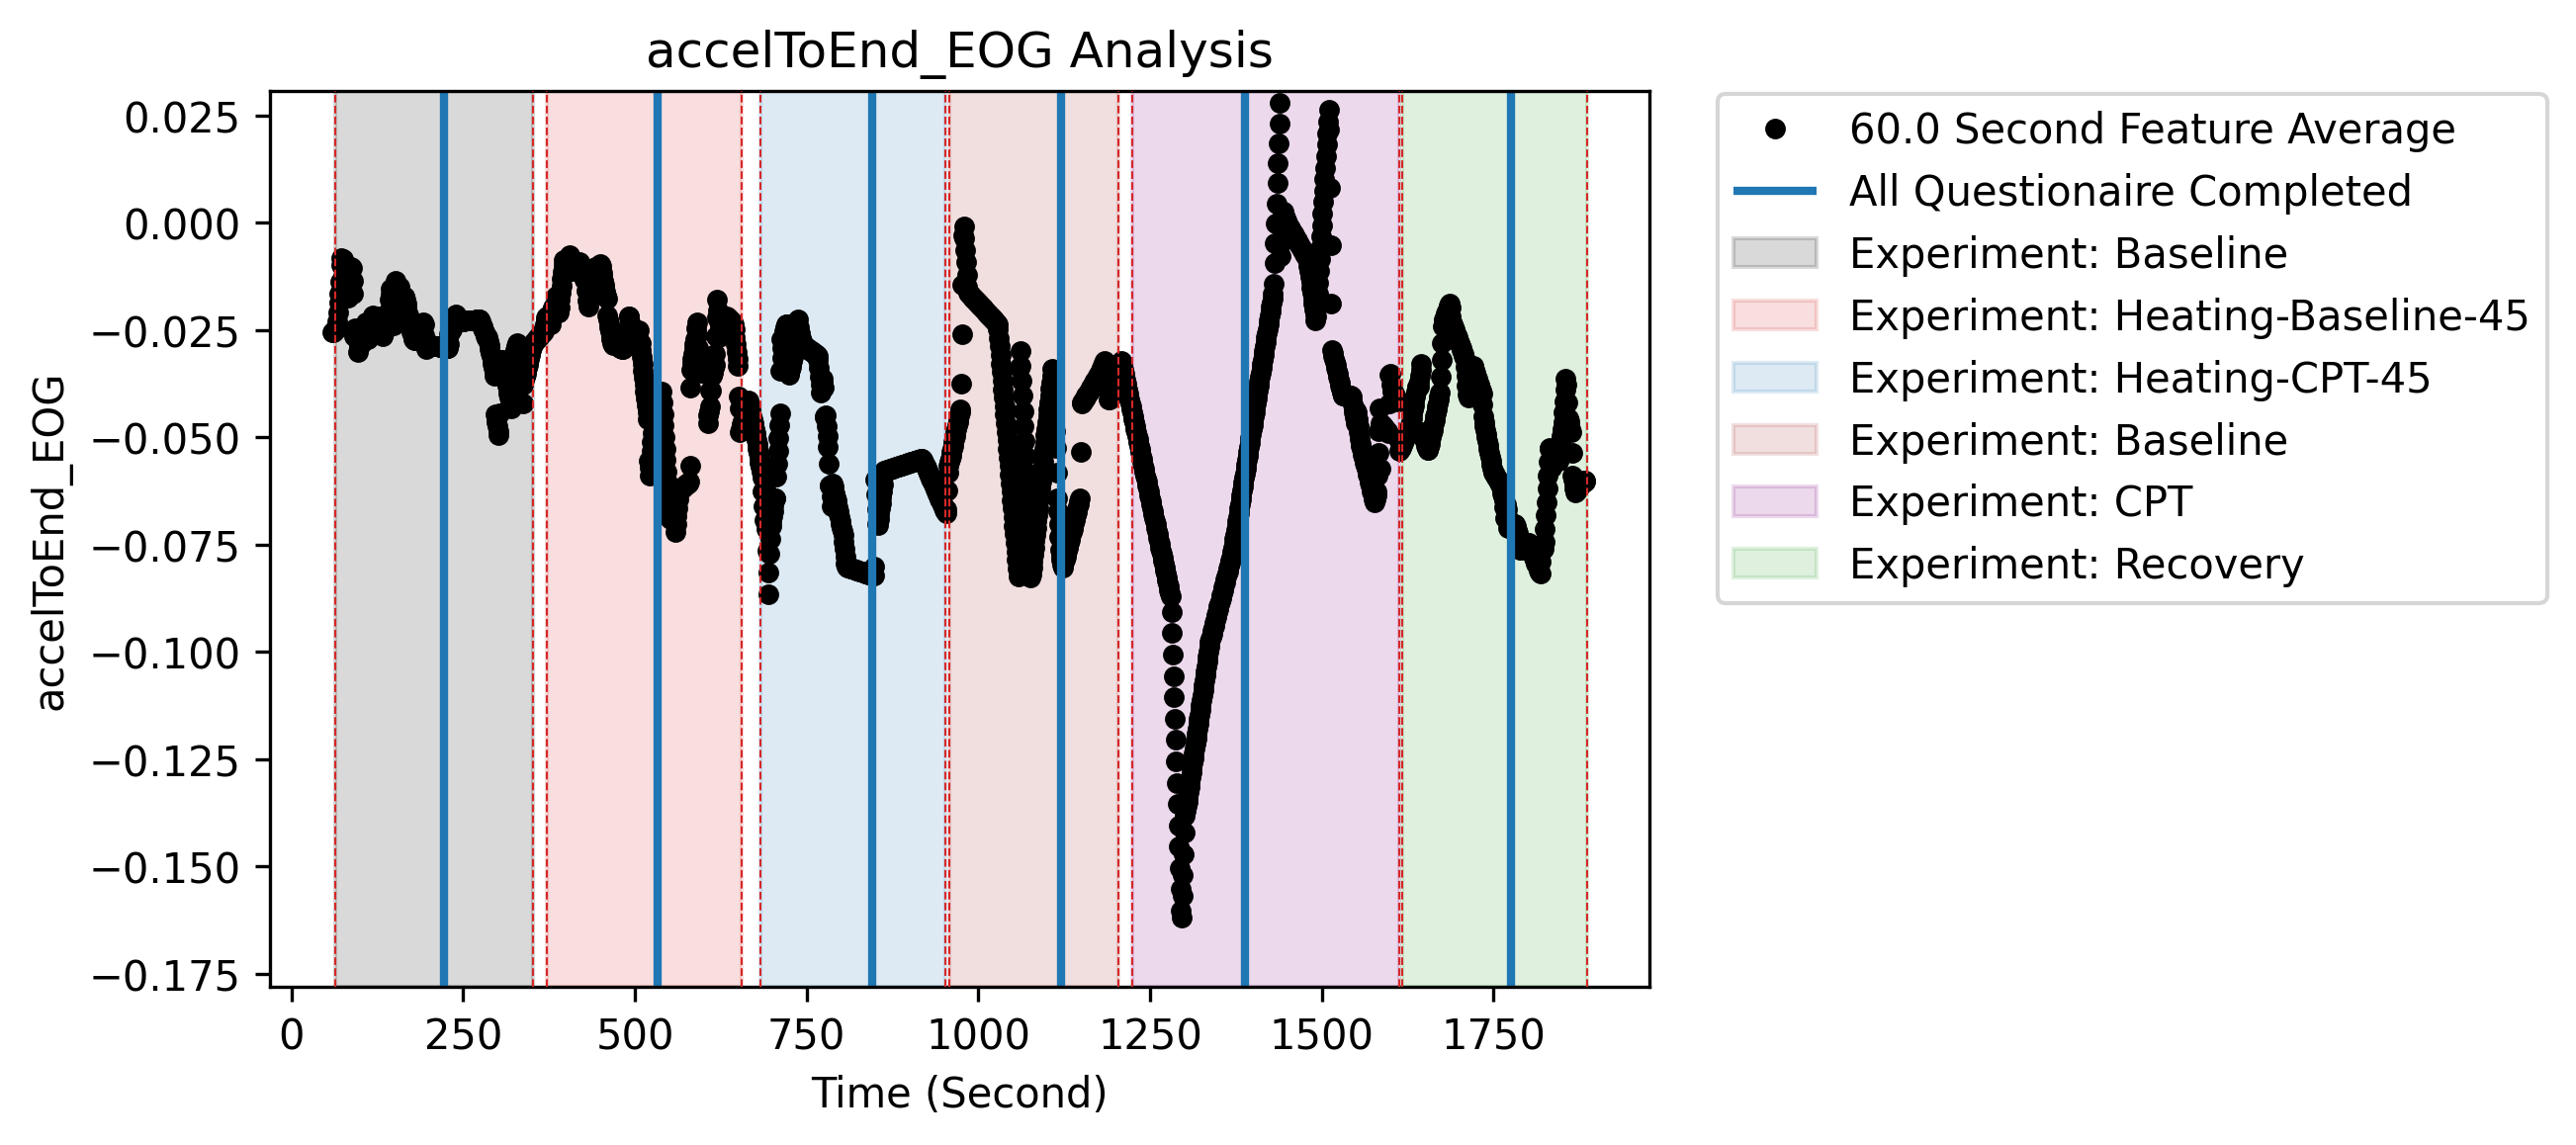 accelToEnd_EOG Analysis
accelToEnd_EOG
0.025
0.000
−0.025
−0.050
−0.075
−0.100
−0.125
−0.150
−0.175
0
250
500
750
1000
1250
1500
1750
Time (Second)
60.0 Second Feature Average
All Questionaire Completed
Experiment: Baseline
Experiment: Heating-Baseline-45
Experiment: Heating-CPT-45
Experiment: Baseline
Experiment: CPT
Experiment: Recovery